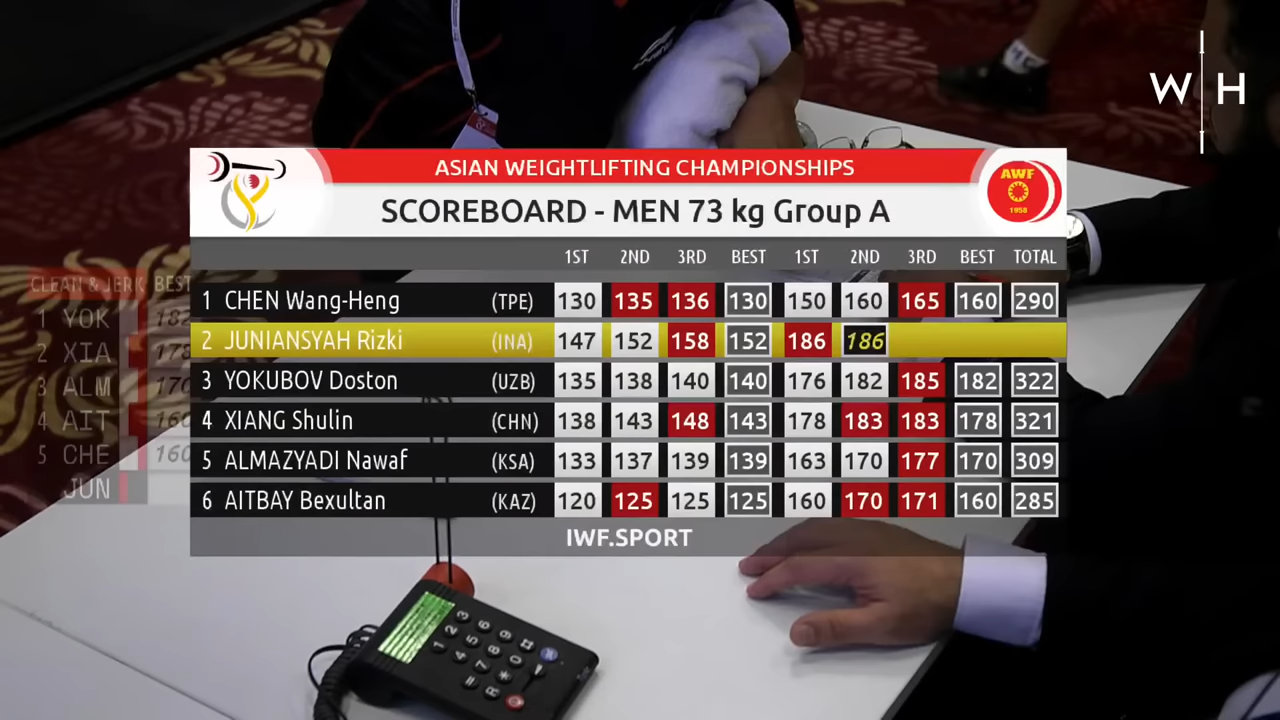 W H
ASIAN WEIGHTLIFTING CHAMPIONSHIPS
AWF
1958
SCOREBOARD - MEN 73 kg Group A
1ST 2ND 3RD BEST 1ST 2ND 3RD BEST TOTAL
1 CHEN Wang-Heng (TPE) 130 135 136 130 150 160 165 160 290
2 JUNIANSYAH Rizki (INA) 147 152 158 152 186 186
3 YOKUBOV Doston (UZB) 135 138 140 140 176 182 185 182 322
4 XIANG Shulin (CHN) 138 143 148 143 178 183 183 178 321
5 ALMAZYADI Nawaf (KSA) 133 137 139 139 163 170 177 170 309
6 AITBAY Bexultan (KAZ) 120 125 125 125 160 170 171 160 285
IWF.SPORT
CLEAN & JERK BEST
1 YOK 182
2 XIA 178
3 ALM 170
4 AIT 160
5 CHE 160
JUN